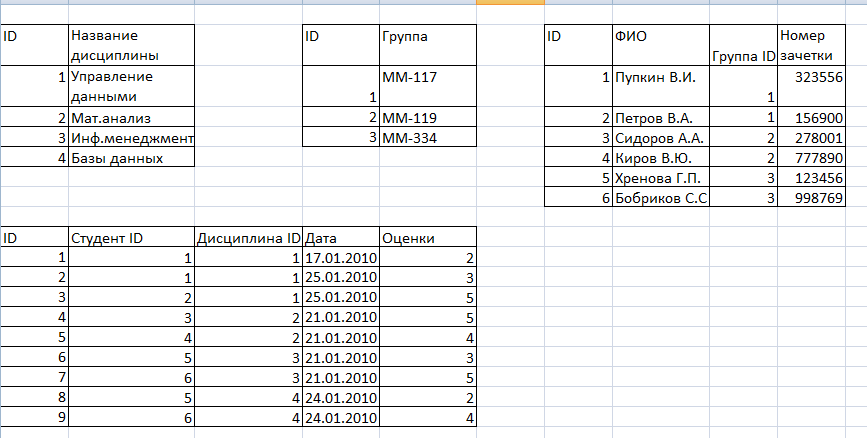 ID Название дисциплины ID Группа ID ФИО Группа ID Номер зачетки
1 Управление данными 1 ММ-117 1 Пупкин В.И. 1 323556
2 Мат.анализ 2 ММ-119 2 Петров В.А. 1 156900
3 Инф.менеджмент 3 ММ-334 3 Сидоров А.А. 2 278001
4 Базы данных 4 Киров В.Ю. 2 777890
5 Хренова Г.П. 3 123456
6 Бобриков С.С 3 998769
ID Студент ID Дисциплина ID Дата Оценки
1 1 1 17.01.2010 2
2 1 1 25.01.2010 3
3 2 1 25.01.2010 5
4 3 2 21.01.2010 5
5 4 2 21.01.2010 4
6 5 3 21.01.2010 3
7 6 3 21.01.2010 5
8 5 4 24.01.2010 2
9 6 4 24.01.2010 4